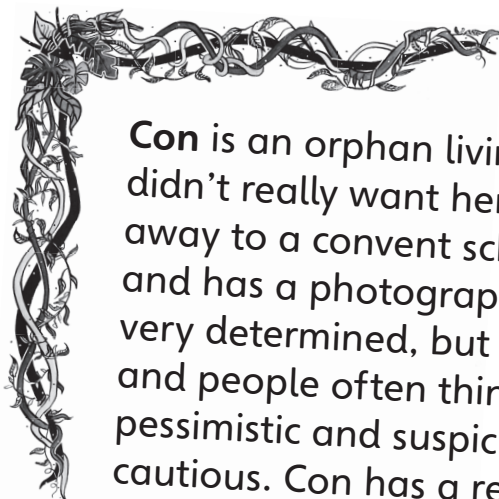 Con is an orphan livi
didn't really want he
away to a convent sc
and has a photograp
very determined, but
and people often thin
pessimistic and suspic
cautious. Con has a re